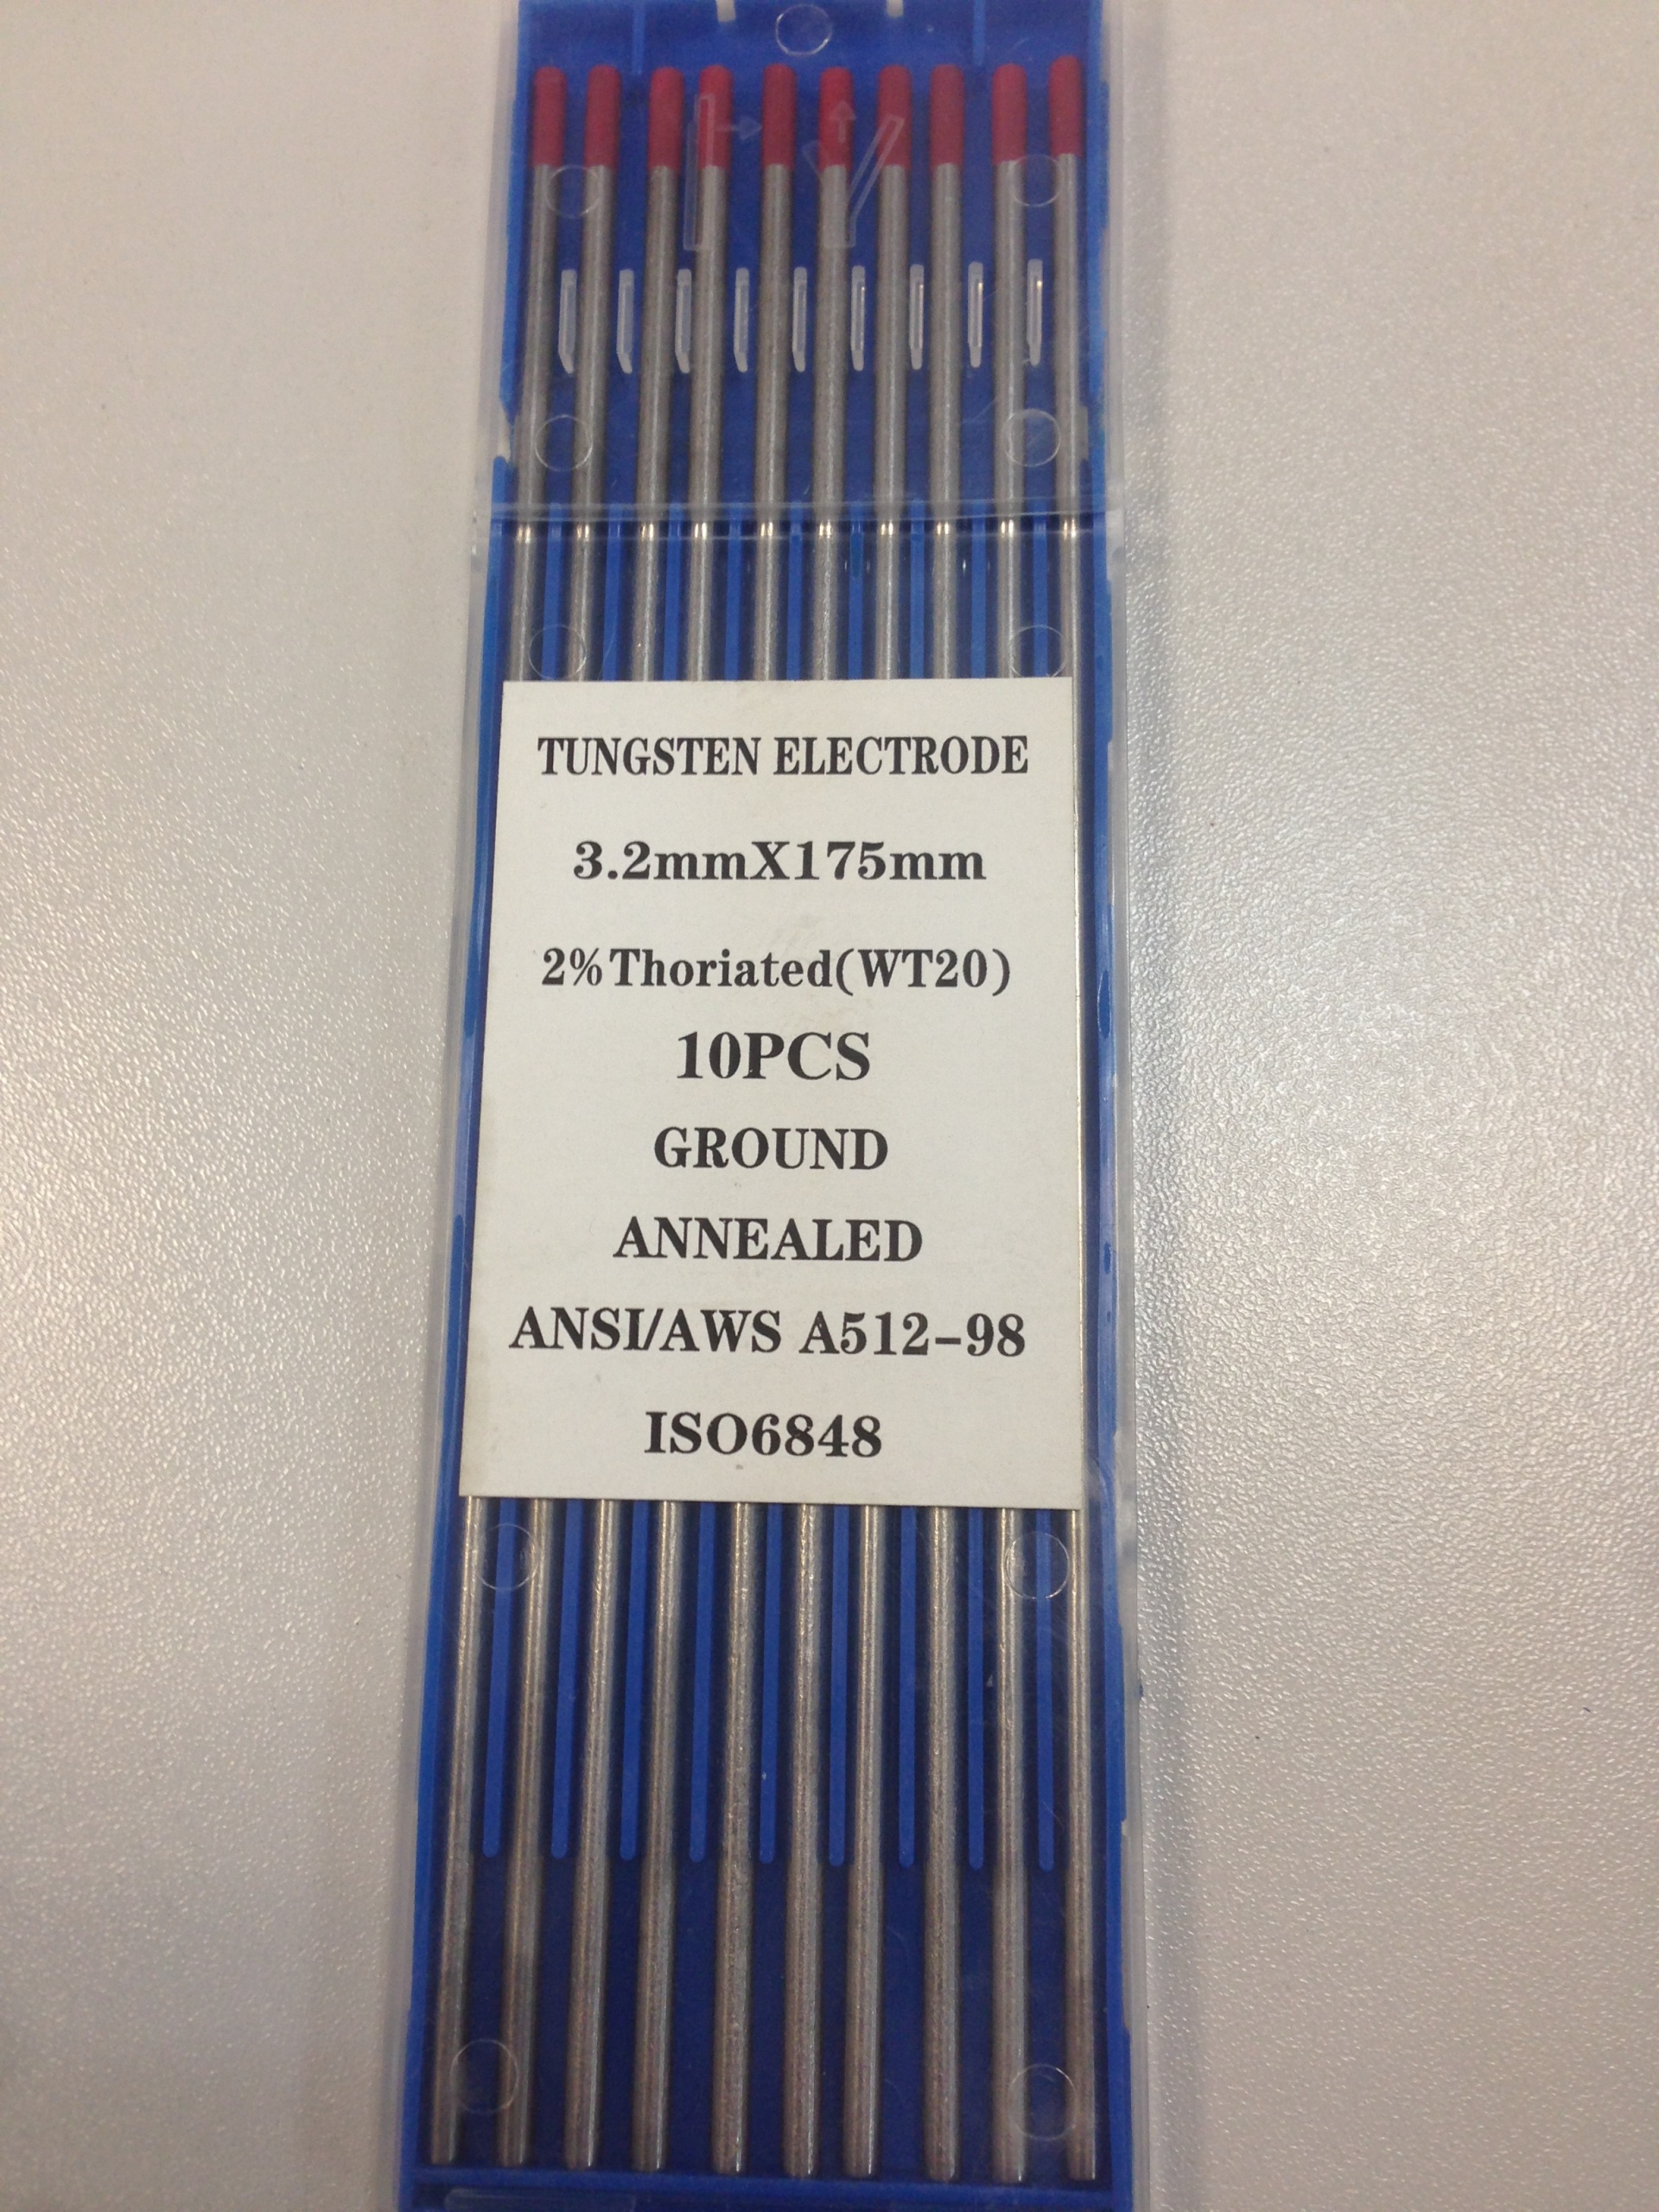 TUNGSTEN ELECTRODE
3.2mmX175mm
2%Thoriated(WT20)
10PCS
GROUND
ANNEALED
ANSI/AWS A512-98
ISO6848